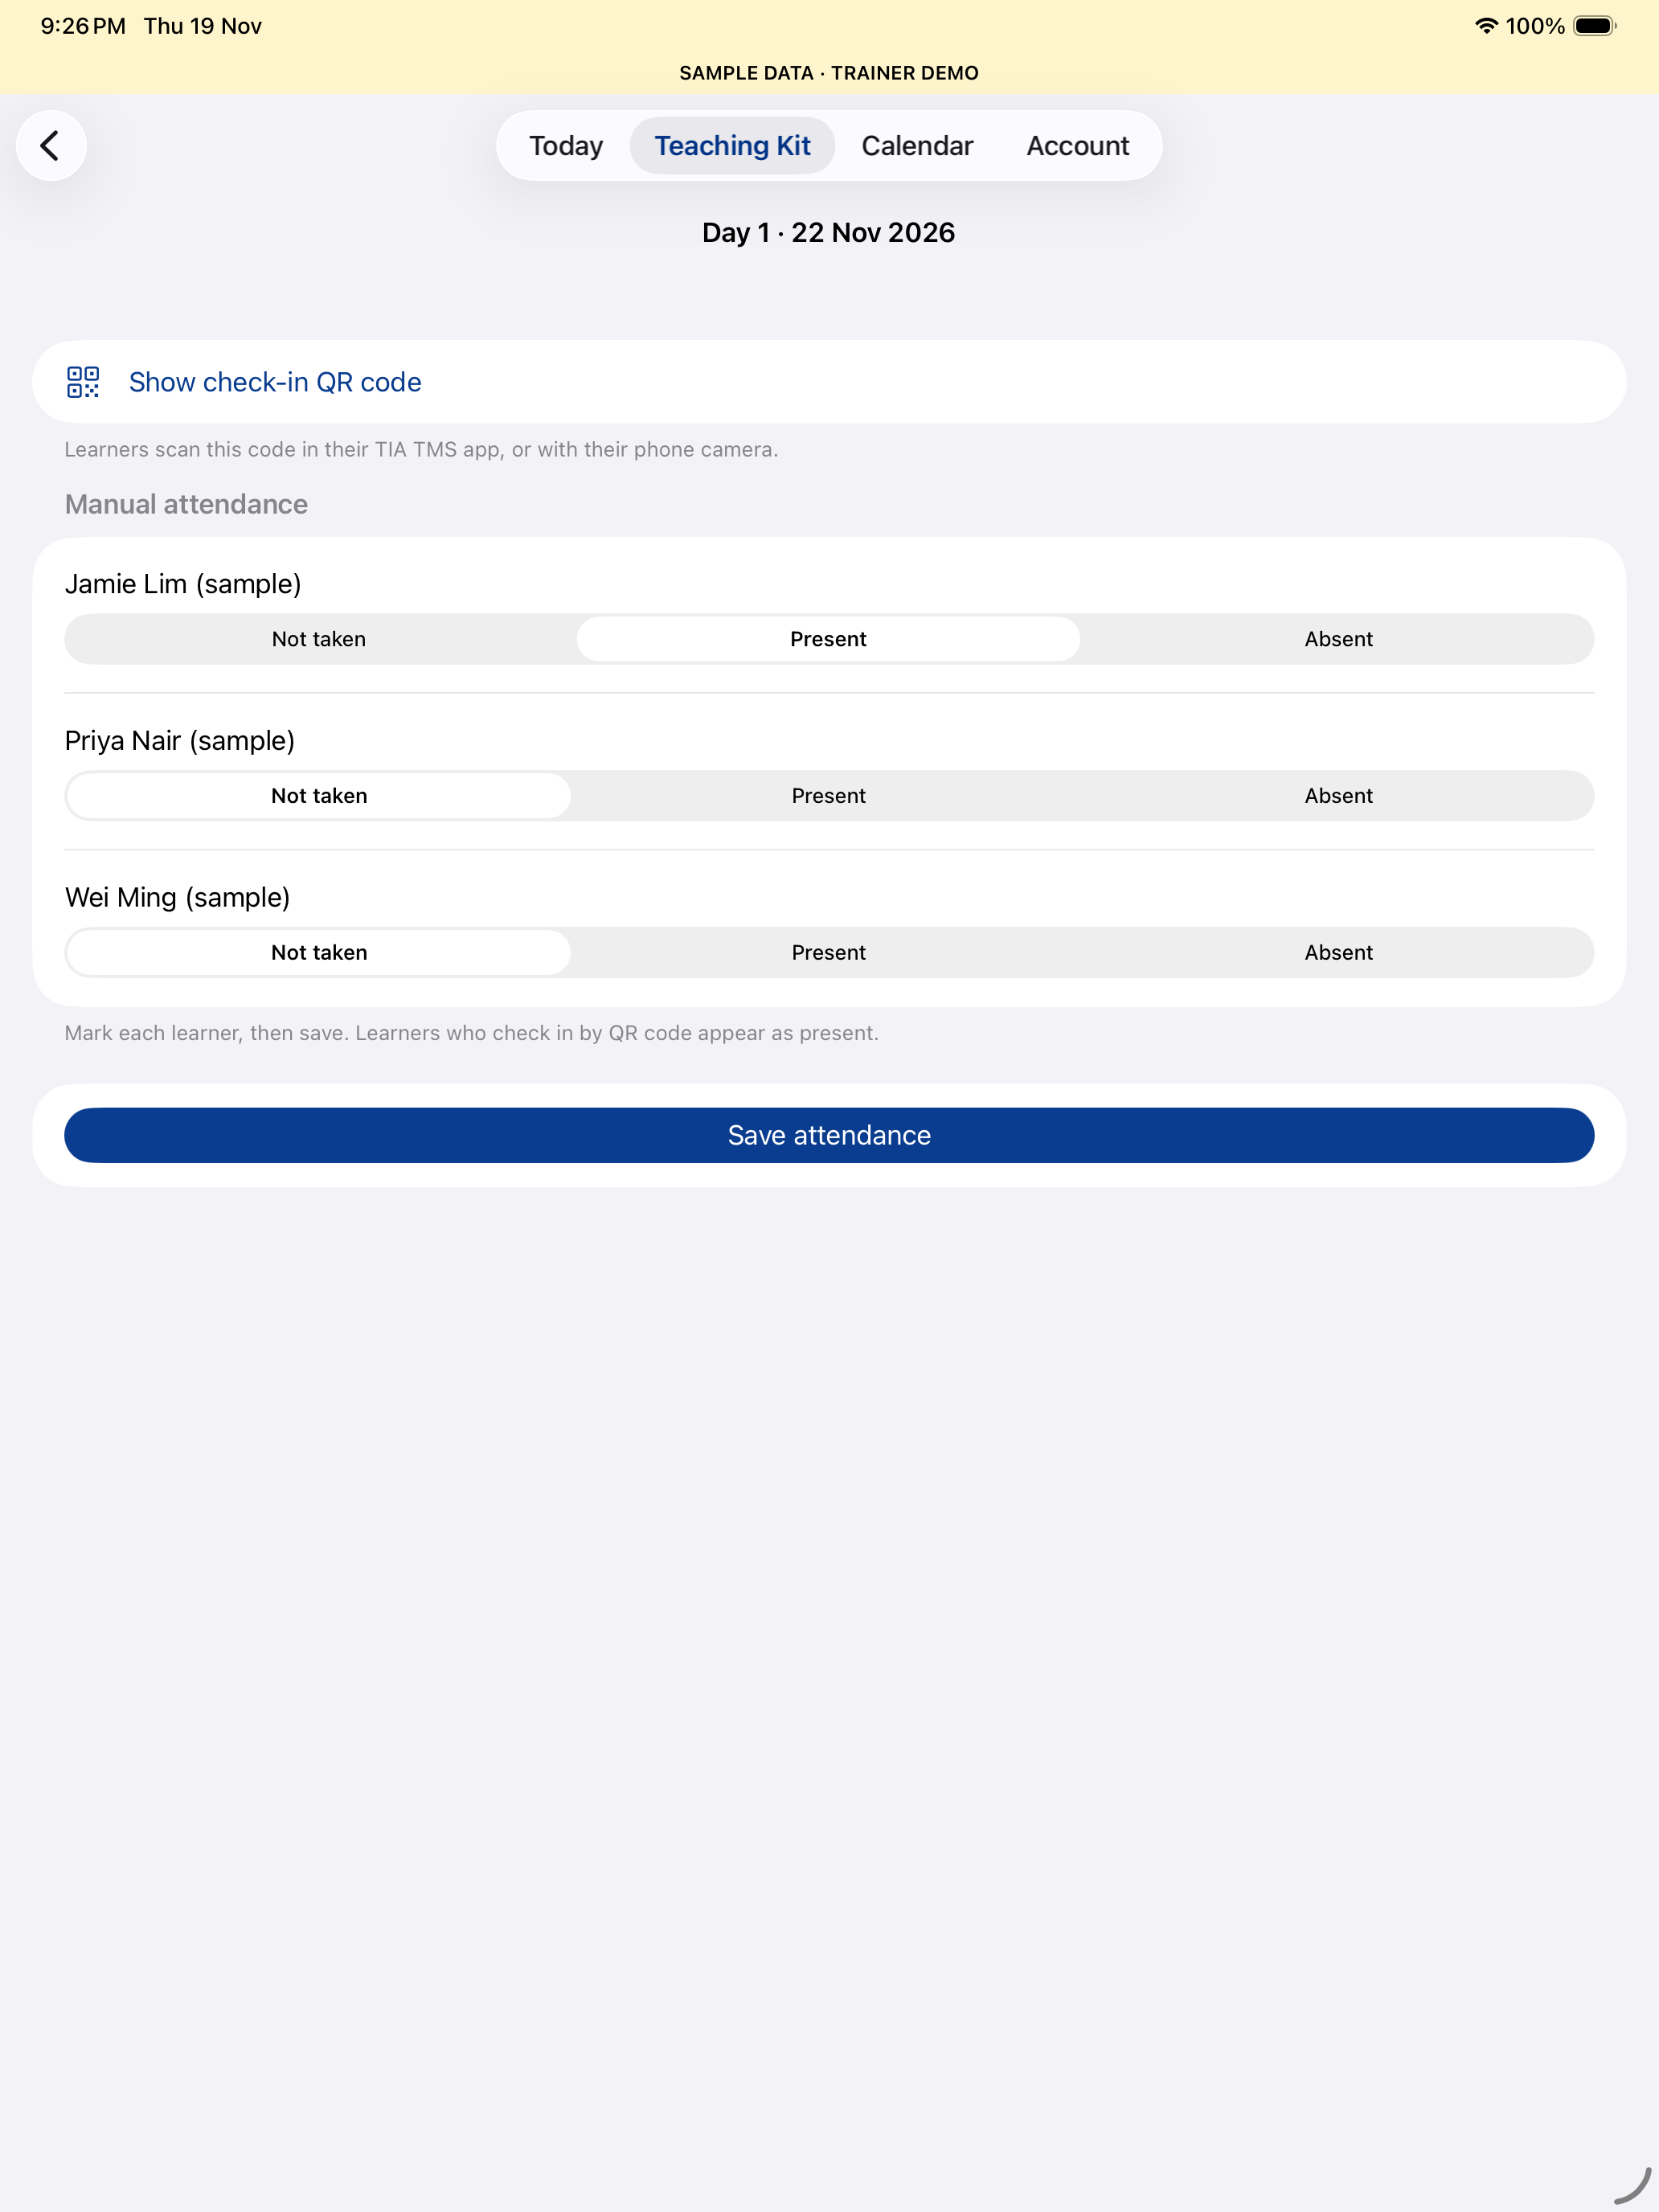 9:26 PM Thu 19 Nov 100%
SAMPLE DATA · TRAINER DEMO
Today Teaching Kit Calendar Account
Day 1 · 22 Nov 2026
Show check-in QR code
Learners scan this code in their TIA TMS app, or with their phone camera.
Manual attendance
Jamie Lim (sample)
Not taken Present Absent
Priya Nair (sample)
Not taken Present Absent
Wei Ming (sample)
Not taken Present Absent
Mark each learner, then save. Learners who check in by QR code appear as present.
Save attendance